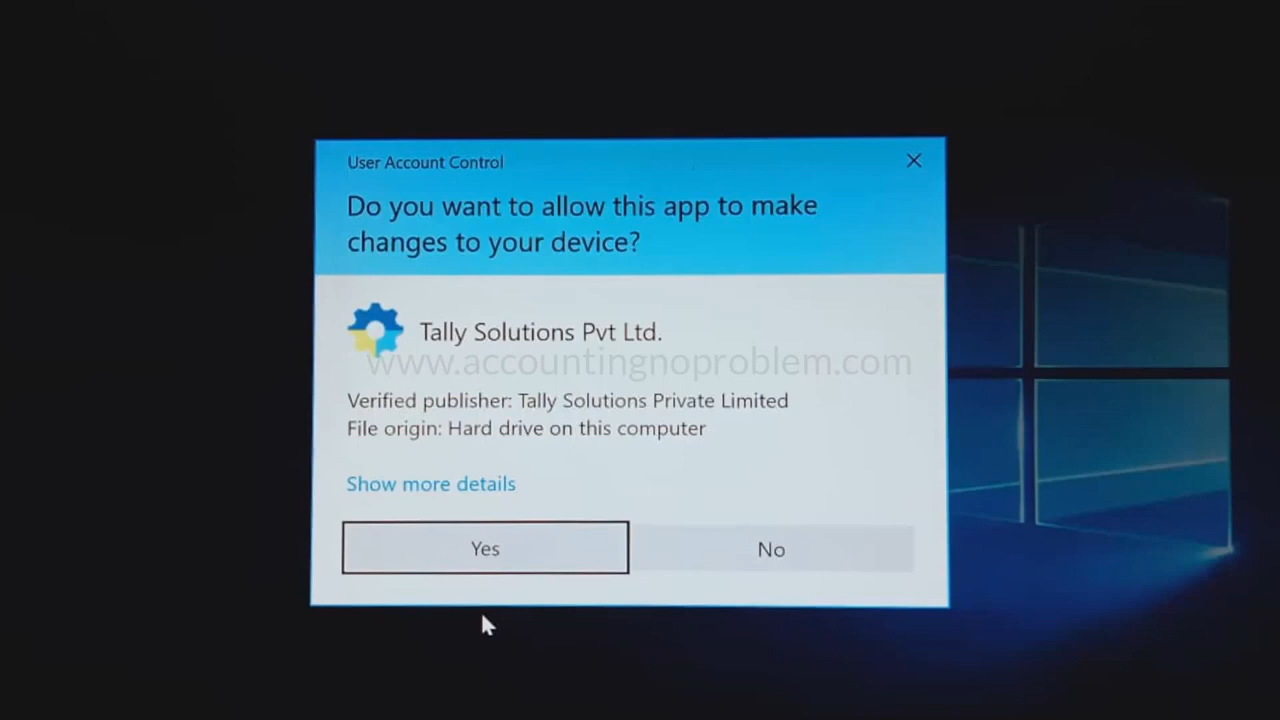 User Account Control
Do you want to allow this app to make
changes to your device?
Tally Solutions Pvt Ltd.
www.accountingnoproblem.com
Verified publisher: Tally Solutions Private Limited
File origin: Hard drive on this computer
Show more details
Yes
No